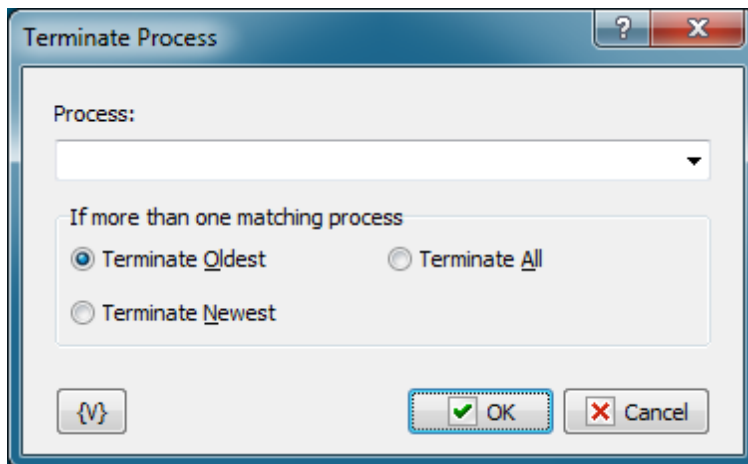 Terminate Process
?
X
Process:
If more than one matching process
Terminate Oldest
Terminate All
Terminate Newest
{V}
OK
Cancel